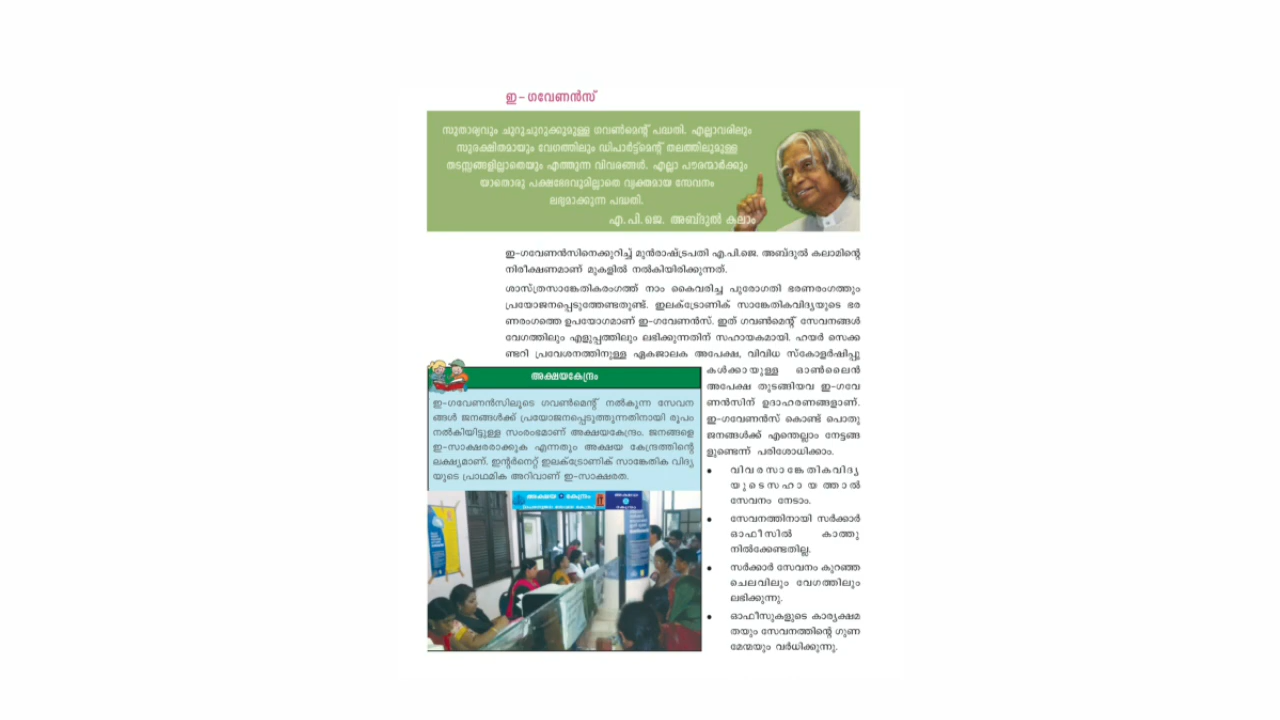 ഇ - ഗവേണൻസ്
സുതാര്യവും ചുറുചുറുക്കുമുള്ള ഗവൺമെന്റ് പദ്ധതി. എല്ലാവരിലും
സുരക്ഷിതമായും വേഗത്തിലും ഡിപാർട്ട്മെന്റ് തലത്തിലുമുള്ള
തടസ്സങ്ങളില്ലാതെയും എത്തുന്ന വിവരങ്ങൾ. എല്ലാ പൗരന്മാർക്കും
യാതൊരു പക്ഷഭേദവുമില്ലാതെ വ്യക്തമായ സേവനം
ലഭ്യമാക്കുന്ന പദ്ധതി.
എ.പി.ജെ. അബ്ദുൽ കലാം
ഇ-ഗവേണൻസിനെക്കുറിച്ച് മുൻരാഷ്ട്രപതി എ.പി.ജെ. അബ്ദുൽ കലാമിന്റെ
നിരീക്ഷണമാണ് മുകളിൽ നൽകിയിരിക്കുന്നത്.
ശാസ്ത്രസാങ്കേതികരംഗത്ത് നാം കൈവരിച്ച പുരോഗതി ഭരണരംഗത്തും
പ്രയോജനപ്പെടുത്തേണ്ടതുണ്ട്. ഇലക്ട്രോണിക് സാങ്കേതികവിദ്യയുടെ ഭര
ണരംഗത്തെ ഉപയോഗമാണ് ഇ-ഗവേണൻസ്. ഇത് ഗവൺമെന്റ് സേവനങ്ങൾ
വേഗത്തിലും എളുപ്പത്തിലും ലഭിക്കുന്നതിന് സഹായകമായി. ഹയർ സെക്ക
ണ്ടറി പ്രവേശനത്തിനുള്ള ഏകജാലക അപേക്ഷ, വിവിധ സ്കോളർഷിപ്പു
കൾക്കായുള്ള ഓൺലൈൻ
അപേക്ഷ തുടങ്ങിയവ ഇ-ഗവേ
ണൻസിന് ഉദാഹരണങ്ങളാണ്.
ഇ-ഗവേണൻസ് കൊണ്ട് പൊതു
ജനങ്ങൾക്ക് എന്തെല്ലാം നേട്ടങ്ങ
ളുണ്ടെന്ന് പരിശോധിക്കാം.
• വിവരസാങ്കേതികവിദ്യ
യുടെസഹായത്താൽ
സേവനം നേടാം.
• സേവനത്തിനായി സർക്കാർ
ഓഫീസിൽ കാത്തു
നിൽക്കേണ്ടതില്ല.
• സർക്കാർ സേവനം കുറഞ്ഞ
ചെലവിലും വേഗത്തിലും
ലഭിക്കുന്നു.
• ഓഫീസുകളുടെ കാര്യക്ഷമ
തയും സേവനത്തിന്റെ ഗുണ
മേന്മയും വർധിക്കുന്നു.
അക്ഷയകേന്ദ്രം
ഇ-ഗവേണൻസിലൂടെ ഗവൺമെന്റ് നൽകുന്ന സേവന
ങ്ങൾ ജനങ്ങൾക്ക് പ്രയോജനപ്പെടുത്തുന്നതിനായി രൂപം
നൽകിയിട്ടുള്ള സംരംഭമാണ് അക്ഷയകേന്ദ്രം. ജനങ്ങളെ
ഇ-സാക്ഷരരാക്കുക എന്നതും അക്ഷയ കേന്ദ്രത്തിന്റെ
ലക്ഷ്യമാണ്. ഇന്റർനെറ്റ് ഇലക്ട്രോണിക് സാങ്കേതിക വിദ്യ
യുടെ പ്രാഥമിക അറിവാണ് ഇ-സാക്ഷരത.